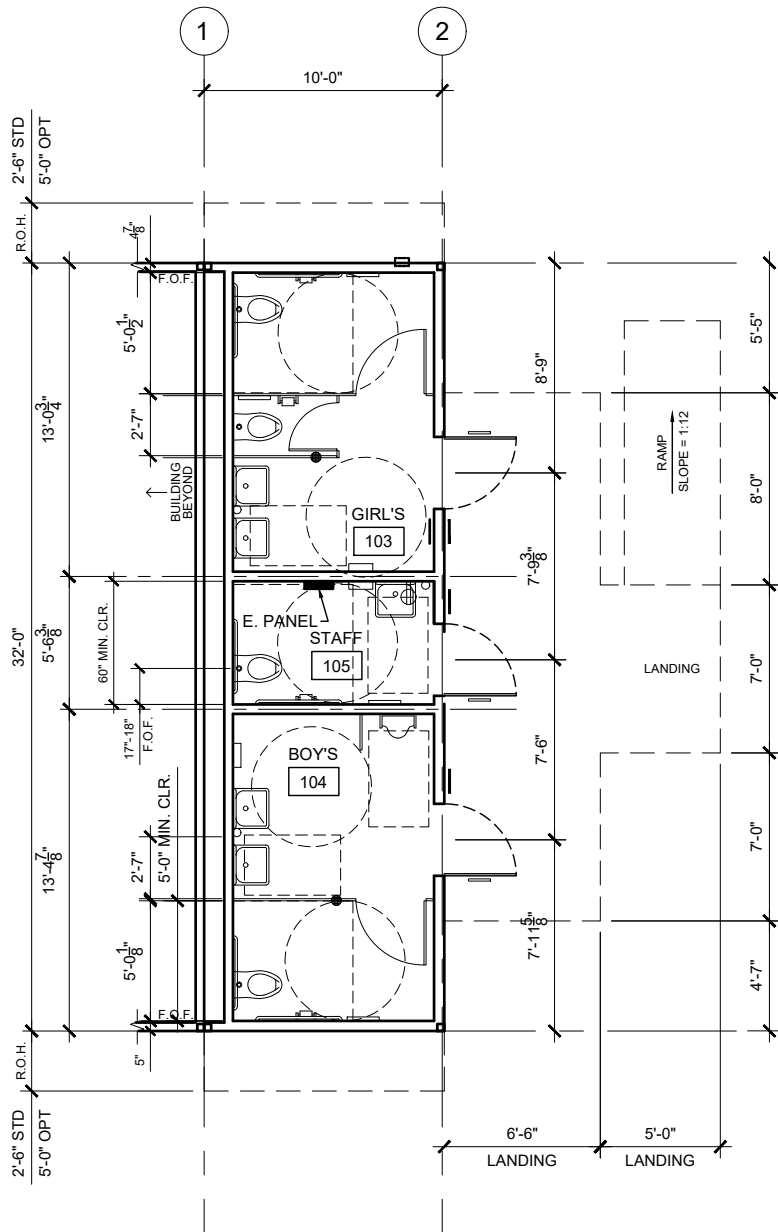 1
2
10'-0"
2'-6" STD
5'-0" OPT
R.O.H.
4 7/8"
F.O.F.
5'-0 1/2"
2'-7"
13'-0 3/4"
BUILDING
BEYOND
32'-0"
5'-6 3/8"
60" MIN. CLR.
17"-18"
F.O.F.
13'-4 7/8"
2'-7"
5'-0" MIN. CLR.
5'-0 1/8"
F.O.F.
5"
R.O.H.
2'-6" STD
5'-0" OPT
GIRL'S
103
E. PANEL
STAFF
105
BOY'S
104
8'-9"
7'-9 3/8"
7'-6"
7'-11 5/8"
RAMP
SLOPE = 1:12
LANDING
5'-5"
8'-0"
7'-0"
7'-0"
4'-7"
6'-6"
LANDING
5'-0"
LANDING